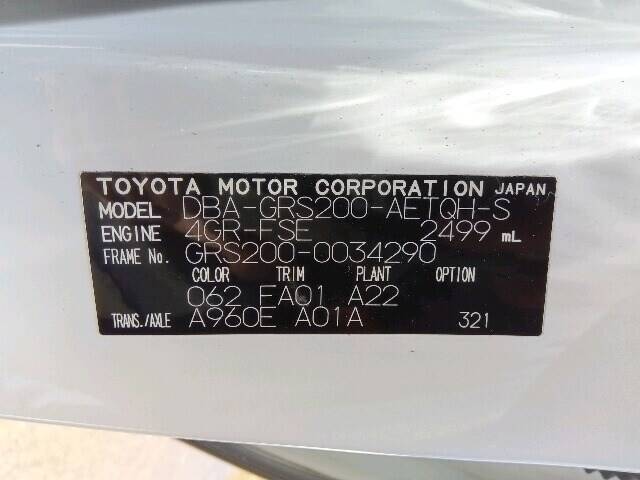 TOYOTA MOTOR CORPORATION JAPAN
MODEL DBA-GRS200-AETQH-S
ENGINE 4GR-FSE 2499 mL
FRAME No. GRS200-0034290
COLOR TRIM PLANT OPTION
062 FA01 A22
TRANS./AXLE A960E A01A 321